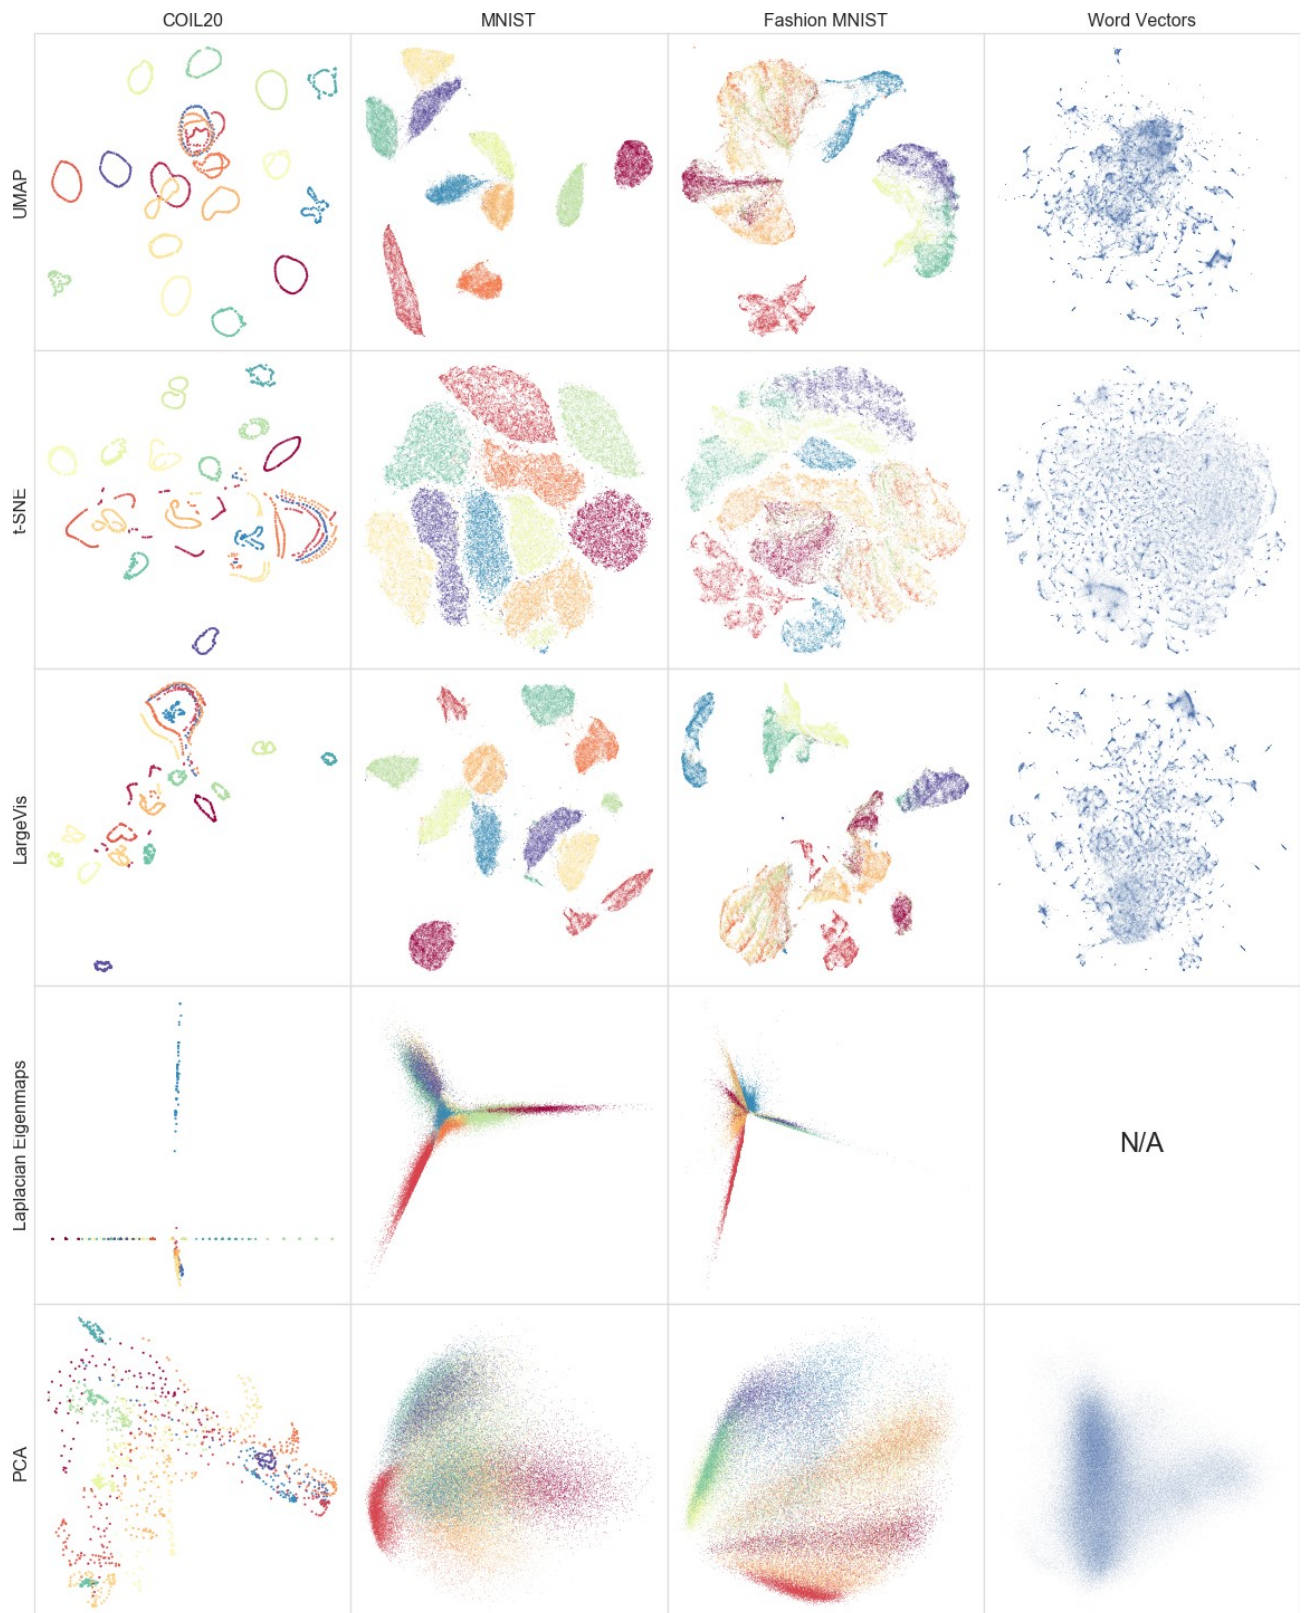 COIL20 MNIST Fashion MNIST Word Vectors
UMAP
t-SNE
LargeVis
Laplacian Eigenmaps
N/A
PCA